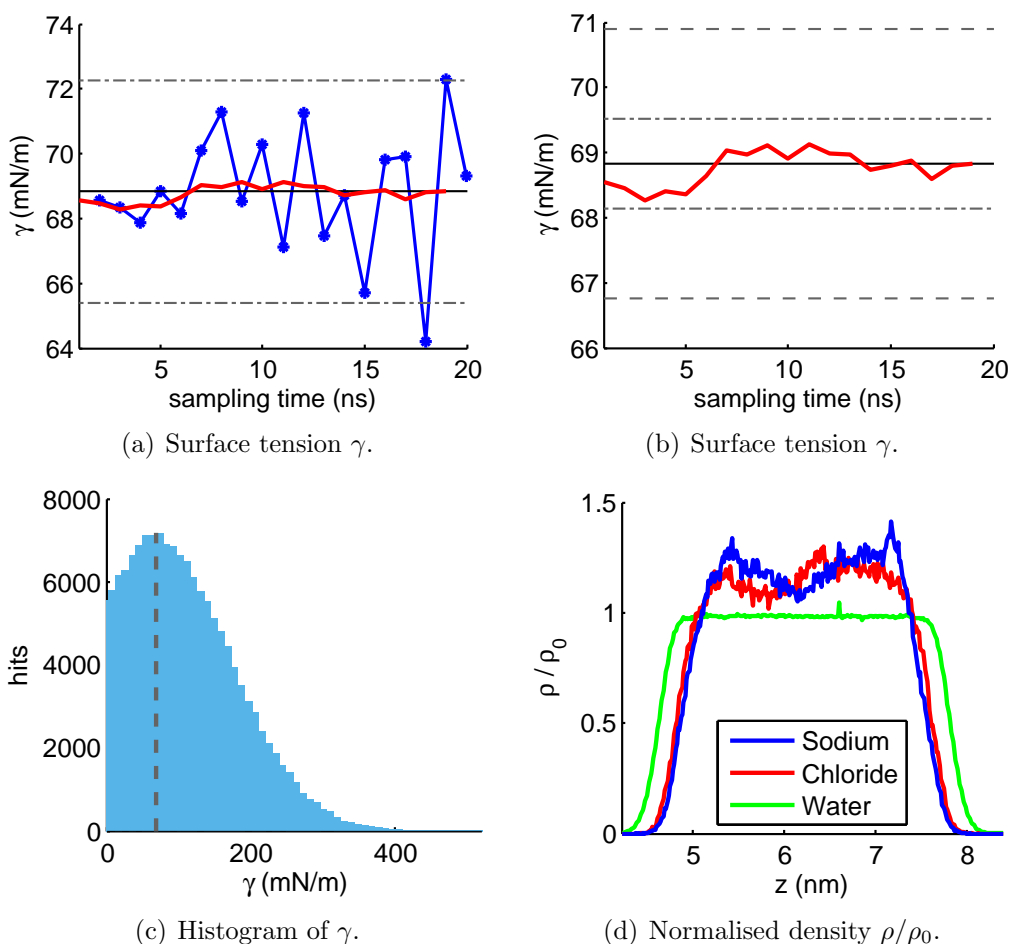 74
72
70
68
66
64
γ (mN/m)
5
10
15
20
sampling time (ns)
(a) Surface tension γ.
71
70
69
68
67
66
γ (mN/m)
5
10
15
20
sampling time (ns)
(b) Surface tension γ.
8000
6000
4000
2000
0
hits
0
200
400
γ (mN/m)
(c) Histogram of γ.
1.5
1
0.5
0
ρ / ρ0
Sodium
Chloride
Water
5
6
7
8
z (nm)
(d) Normalised density ρ/ρ0.